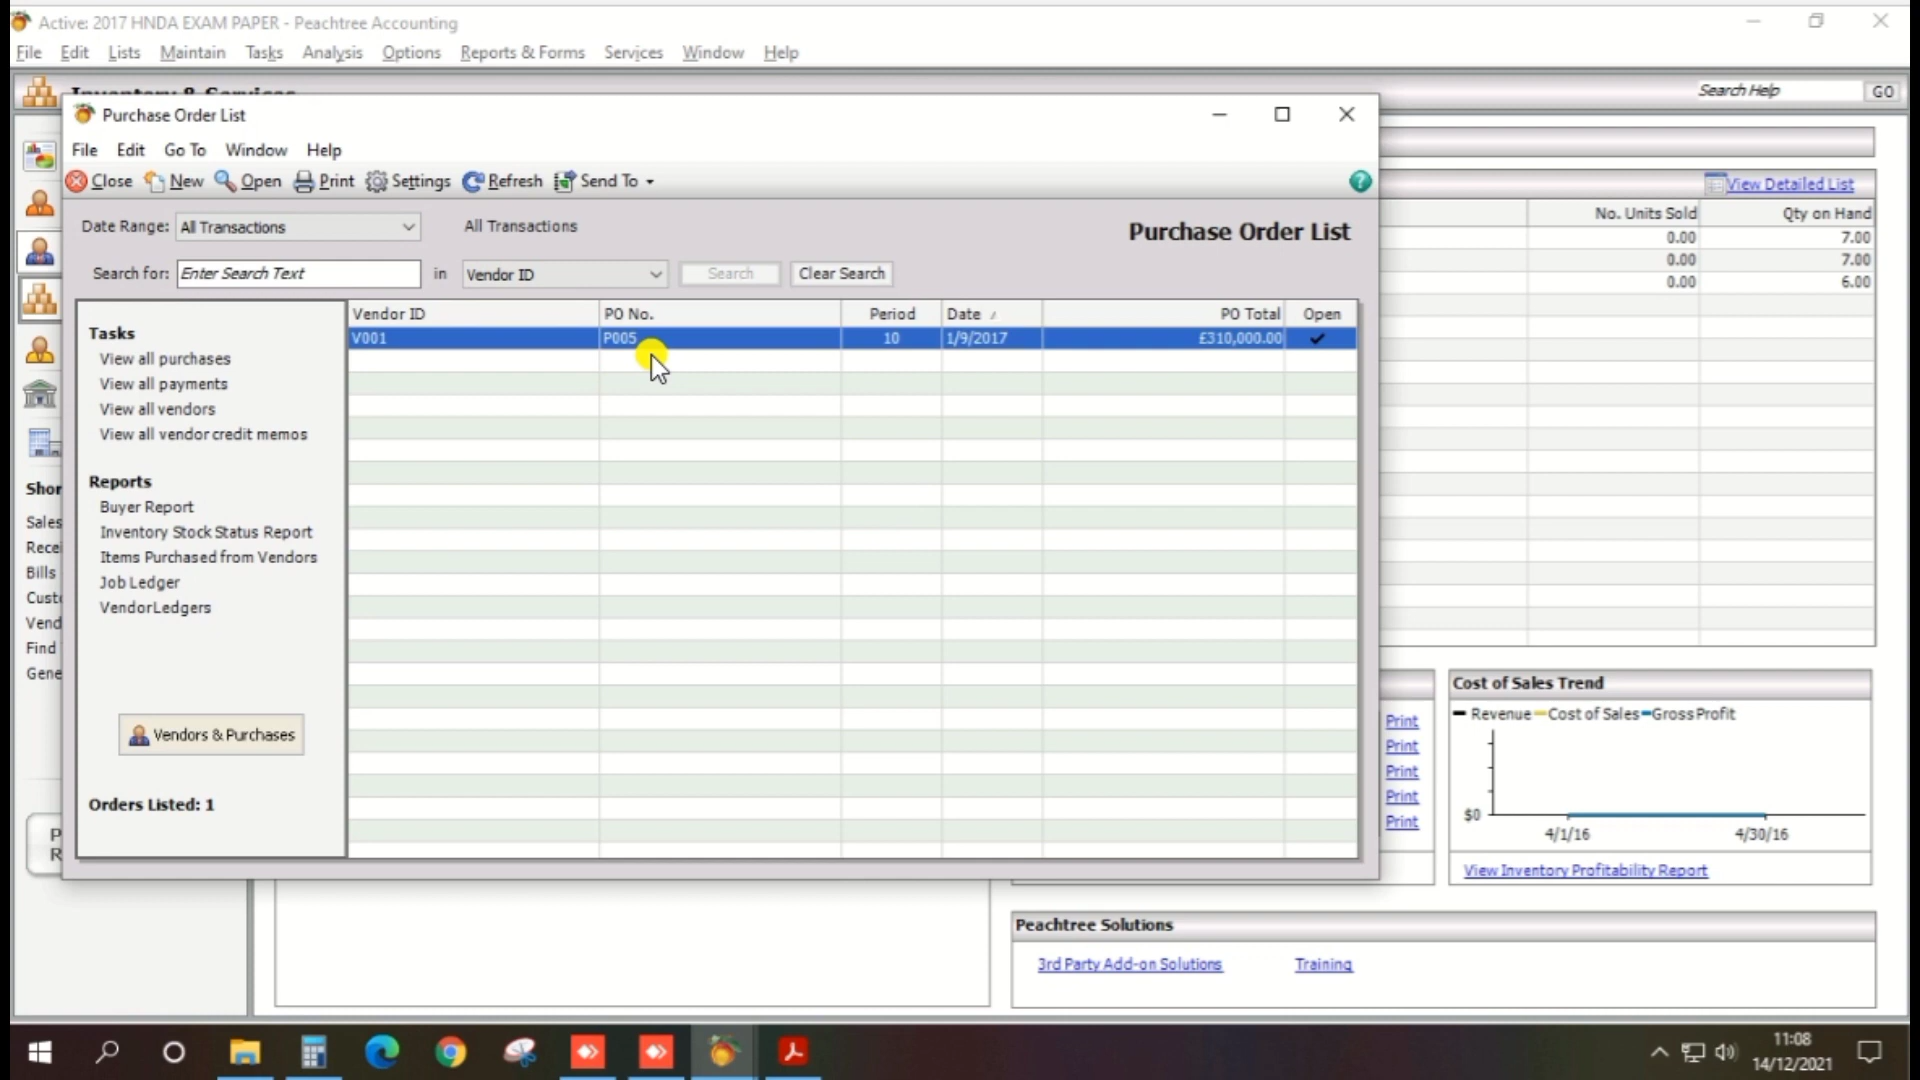 Active: 2017 HNDA EXAM PAPER - Peachtree Accounting
File Edit Lists Maintain Tasks Analysis Options Reports & Forms Services Window Help
Inventory & Services
Search Help GO
Purchase Order List
File Edit Go To Window Help
Close New Open Print Settings Refresh Send To
View Detailed List
Date Range: All Transactions All Transactions
Purchase Order List
Search for: Enter Search Text in Vendor ID Search Clear Search
No. Units Sold Qty on Hand
0.00 7.00
0.00 7.00
0.00 6.00
Vendor ID PO No. Period Date PO Total Open
V001 P005 10 1/9/2017 £310,000.00
Tasks
View all purchases
View all payments
View all vendors
View all vendor credit memos
Reports
Buyer Report
Inventory Stock Status Report
Items Purchased from Vendors
Job Ledger
Vendor Ledgers
Vendors & Purchases
Orders Listed: 1
Shor
Sales
Rece
Bills
Custo
Vend
Find
Gene
P
R
Print
Print
Print
Print
Print
Cost of Sales Trend
Revenue Cost of Sales Gross Profit
$0
4/1/16 4/30/16
View Inventory Profitability Report
Peachtree Solutions
3rd Party Add-on Solutions Training
11:08
14/12/2021